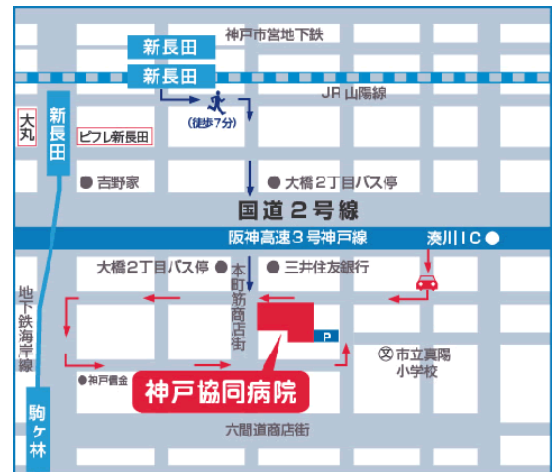 神戸市営地下鉄
新長田
新長田
JR山陽線
(徒歩7分)
大丸
新長田
ピフレ新長田
吉野家
大橋2丁目バス停
国道2号線
阪神高速3号神戸線
湊川IC
大橋2丁目バス停
本町筋商店街
三井住友銀行
地下鉄海岸線
P
文市立真陽
小学校
神戸信金
神戸協同病院
駒ヶ林
六間道商店街